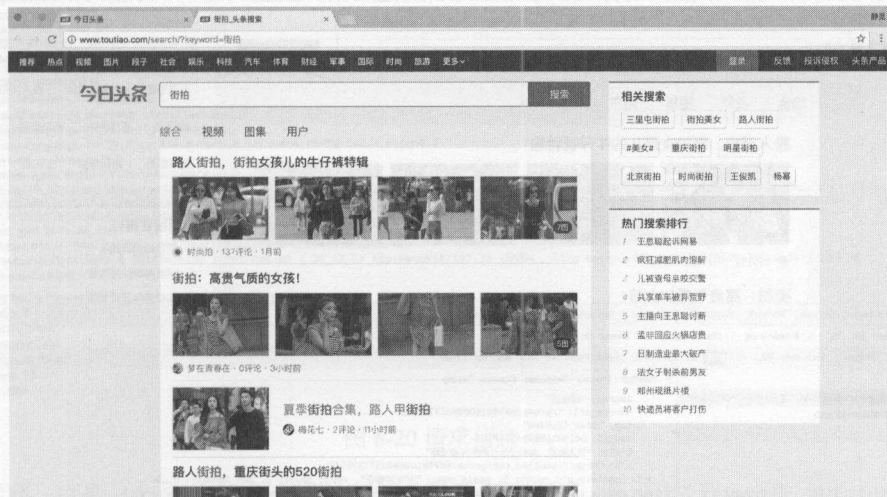 今日头条
街拍_头条搜索
静觅
www.toutiao.com/search/?keyword=街拍
推荐 热点 视频 图片 段子 社会 娱乐 科技 汽车 体育 财经 军事 国际 时尚 旅游 更多
登录 反馈 投诉侵权 头条产品
今日头条
街拍
搜索
综合 视频 图集 用户
路人街拍，街拍女孩儿的牛仔裤特辑
7图
时尚拍 · 137评论 · 1月前
街拍：高贵气质的女孩！
5图
梦在青春在 · 0评论 · 3小时前
夏季街拍合集，路人甲街拍
梅花七 · 2评论 · 11小时前
路人街拍，重庆街头的520街拍
相关搜索
三里屯街拍 街拍美女 路人街拍
#美女# 重庆街拍 明星街拍
北京街拍 时尚街拍 王俊凯 杨幂
热门搜索排行
1 王思聪起诉网易
2 疯狂减肥肌肉溶解
3 儿被查母亲咬交警
4 共享单车被弃荒野
5 主播向王思聪讨薪
6 孟非回应火锅店贵
7 日制造业最大破产
8 法女子射杀前男友
9 郑州现纸片楼
10 快递员将客户打伤